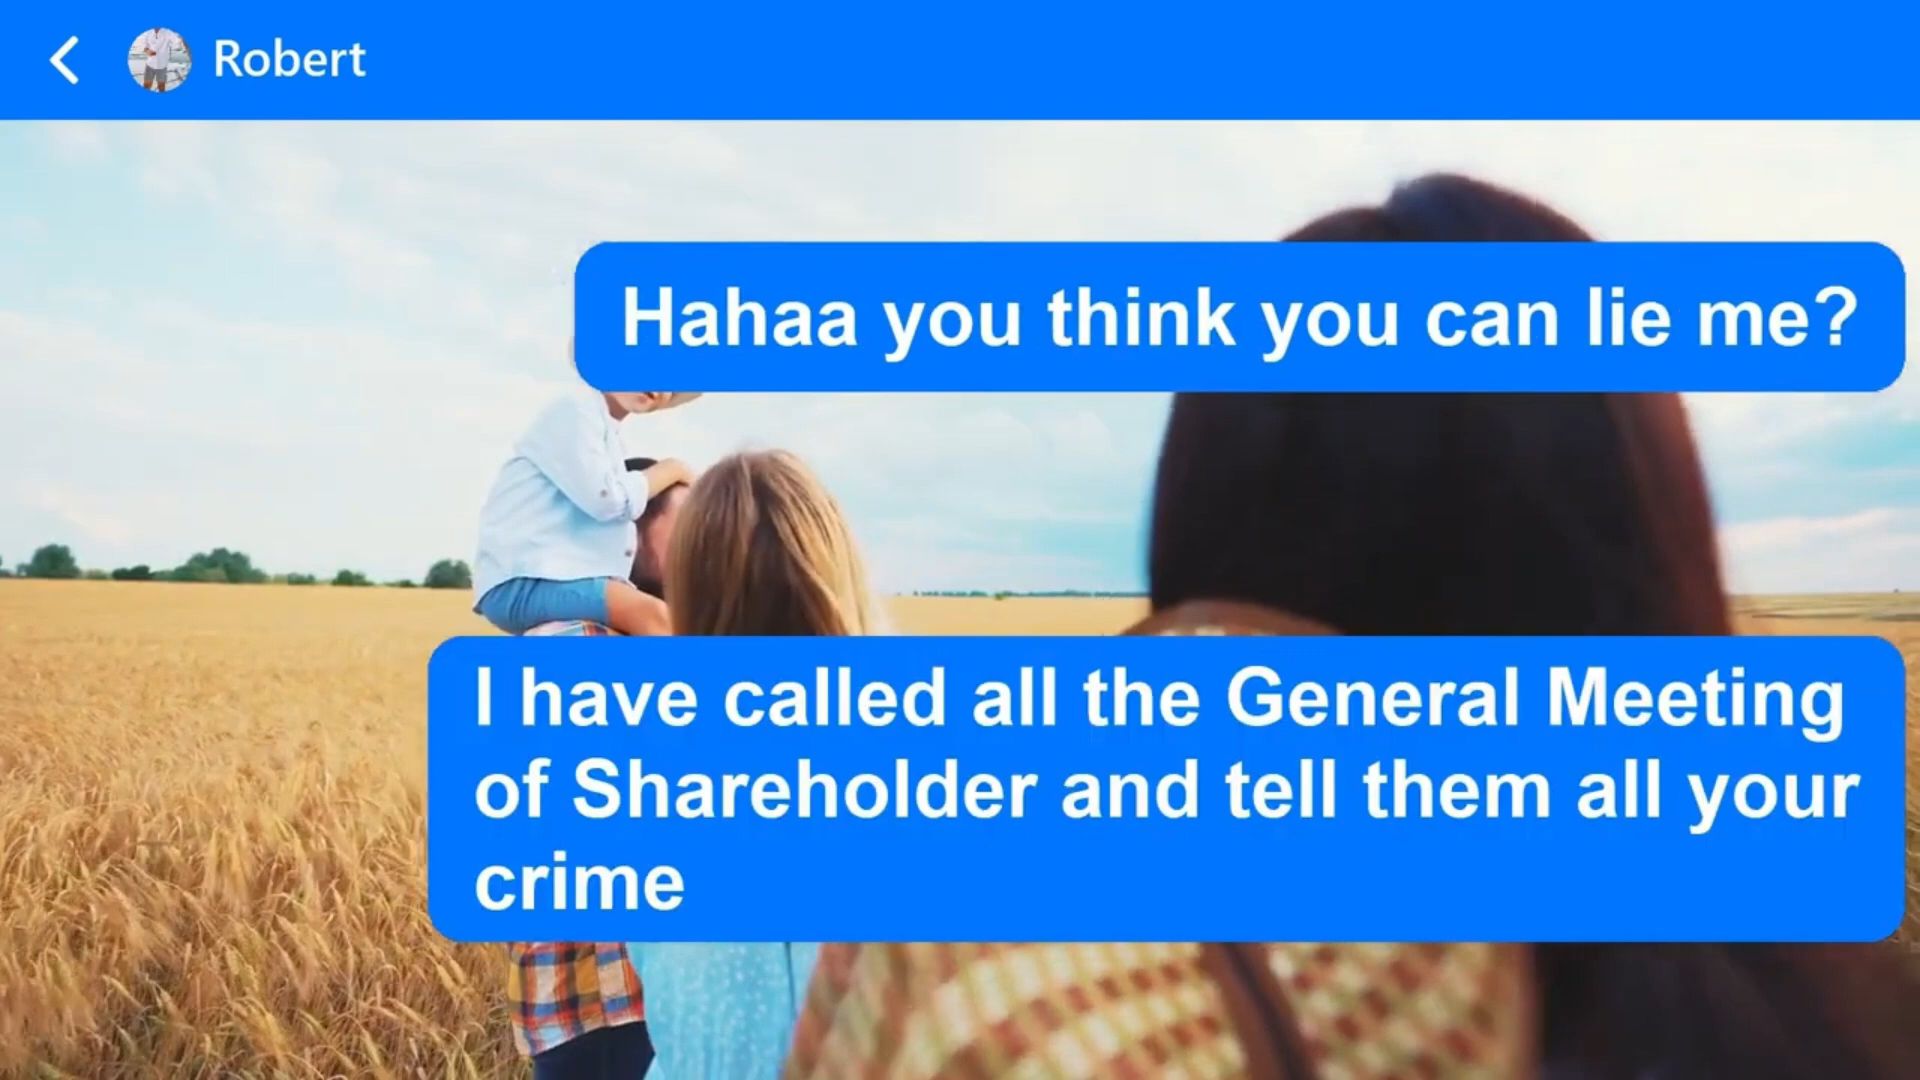 Robert
Hahaa you think you can lie me?
I have called all the General Meeting
of Shareholder and tell them all your
crime